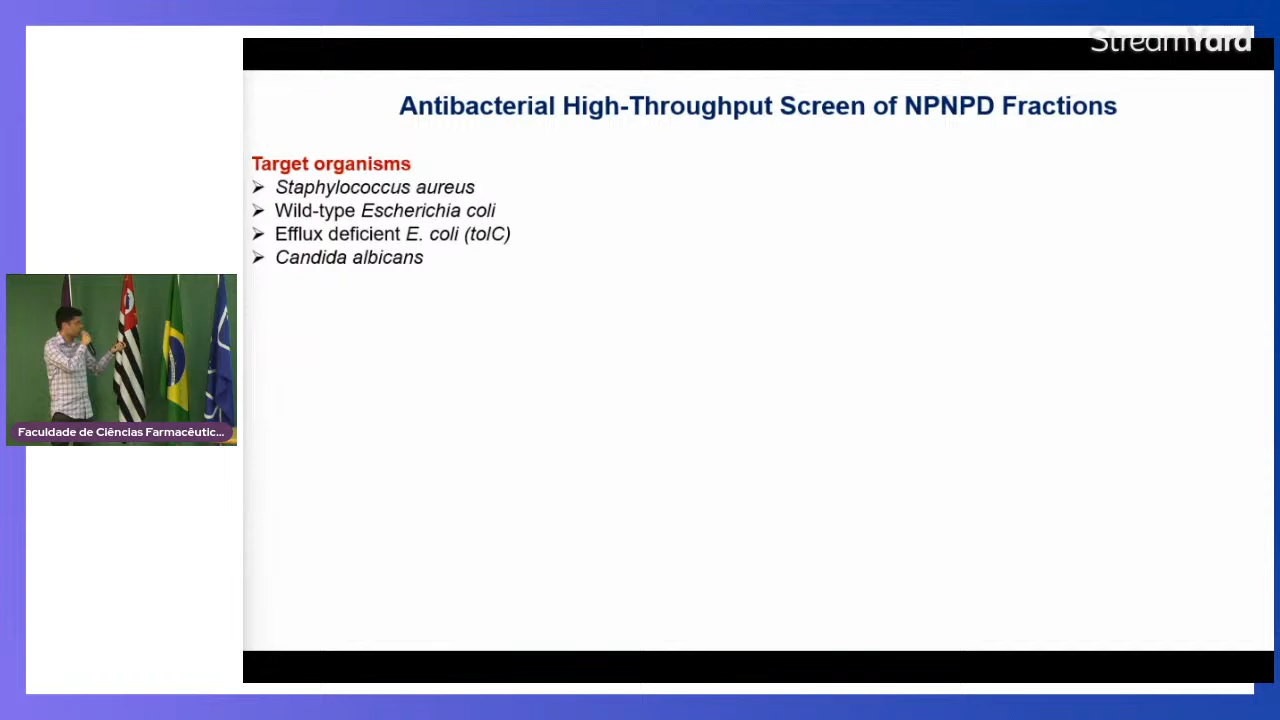 StreamYard
Antibacterial High-Throughput Screen of NPNPD Fractions
Target organisms
➢ Staphylococcus aureus
➢ Wild-type Escherichia coli
➢ Efflux deficient E. coli (tolC)
➢ Candida albicans
Faculdade de Ciências Farmacêutic...